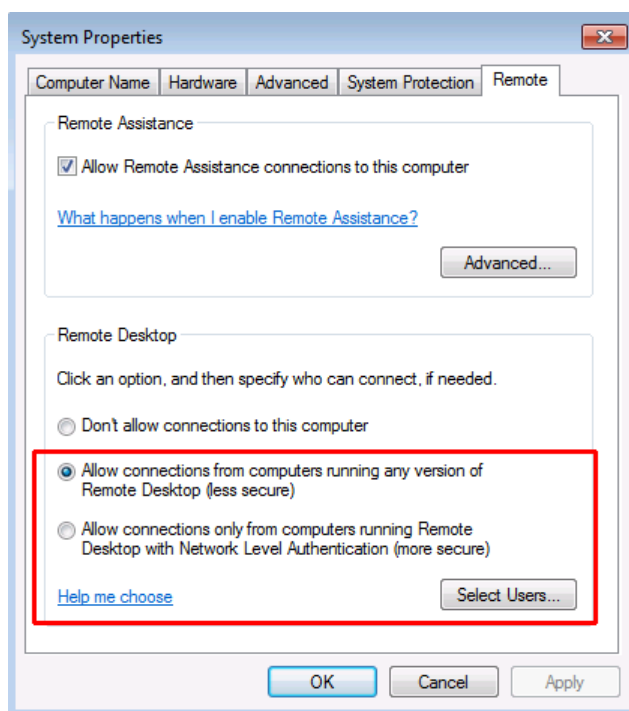 System Properties
Computer Name Hardware Advanced System Protection Remote
Remote Assistance
Allow Remote Assistance connections to this computer
What happens when I enable Remote Assistance?
Advanced...
Remote Desktop
Click an option, and then specify who can connect, if needed.
Don't allow connections to this computer
Allow connections from computers running any version of
Remote Desktop (less secure)
Allow connections only from computers running Remote
Desktop with Network Level Authentication (more secure)
Help me choose Select Users...
OK Cancel Apply